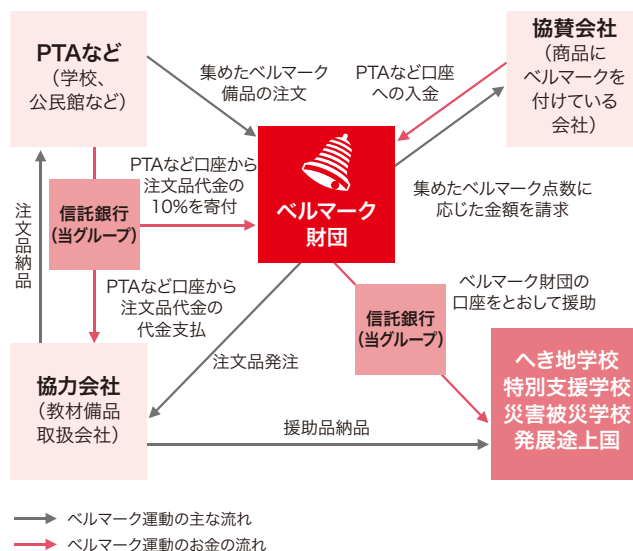 PTAなど
(学校、
公民館など)
集めたベルマーク
備品の注文
PTAなど口座
への入金
協賛会社
(商品に
ベルマークを
付けている
会社)
ベルマーク
財団
PTAなど口座から
注文品代金の
10%を寄付
信託銀行
(当グループ)
注文品納品
集めたベルマーク点数に
応じた金額を請求
PTAなど口座から
注文品代金の
代金支払
ベルマーク財団の
口座をとおして援助
信託銀行
(当グループ)
注文品発注
協力会社
(教材備品
取扱会社)
援助品納品
へき地学校
特別支援学校
災害被災学校
発展途上国
ベルマーク運動の主な流れ
ベルマーク運動のお金の流れ